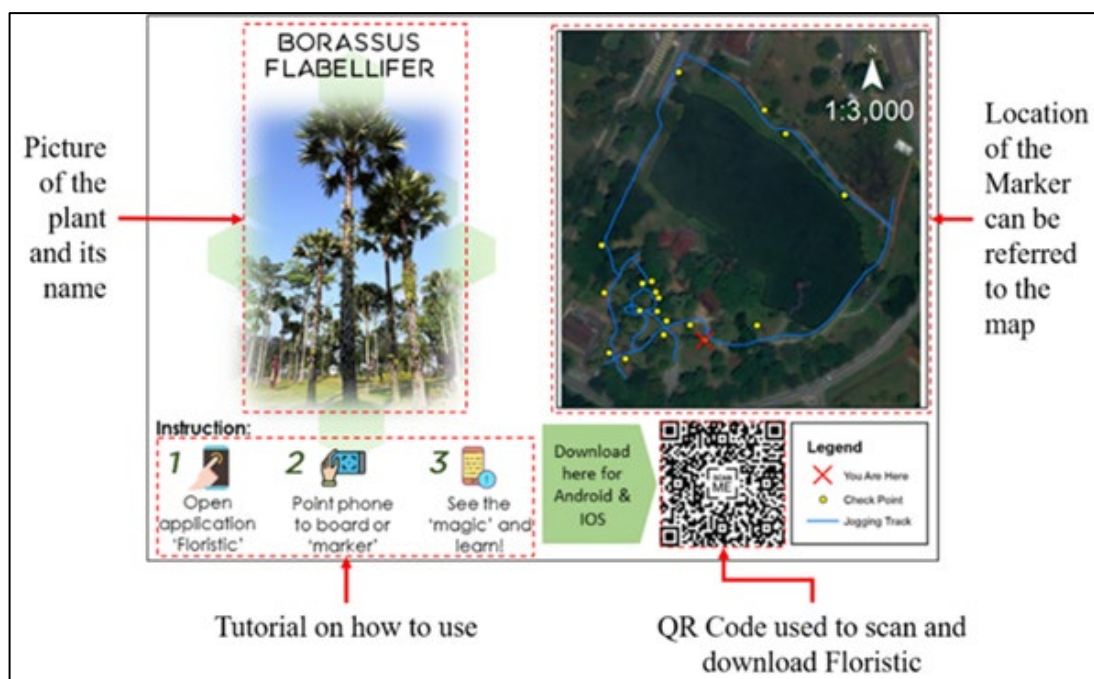 BORASSUS
FLABELLIFER
N
1:3,000
Picture
of the
plant
and its
name
Location
of the
Marker
can be
referred
to the
map
Instruction:
1
Open
application
'Floristic'
2
Point phone
to board or
'marker'
3
See the
'magic' and
learn!
Download
here for
Android &
IOS
SCAN
ME
Legend
You Are Here
Check Point
Jogging Track
Tutorial on how to use
QR Code used to scan and
download Floristic